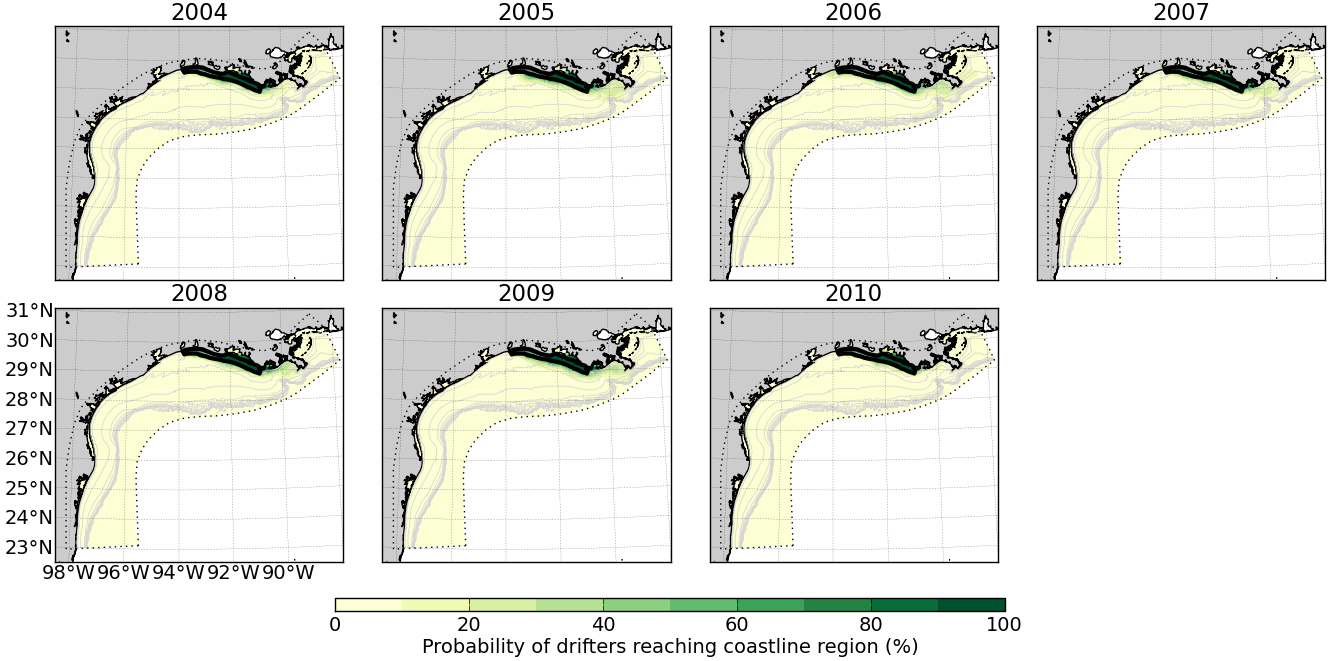 2004 2005 2006 2007
2008 2009 2010
31°N
30°N
29°N
28°N
27°N
26°N
25°N
24°N
23°N
98°W 96°W 94°W 92°W 90°W
0 20 40 60 80 100
Probability of drifters reaching coastline region (%)